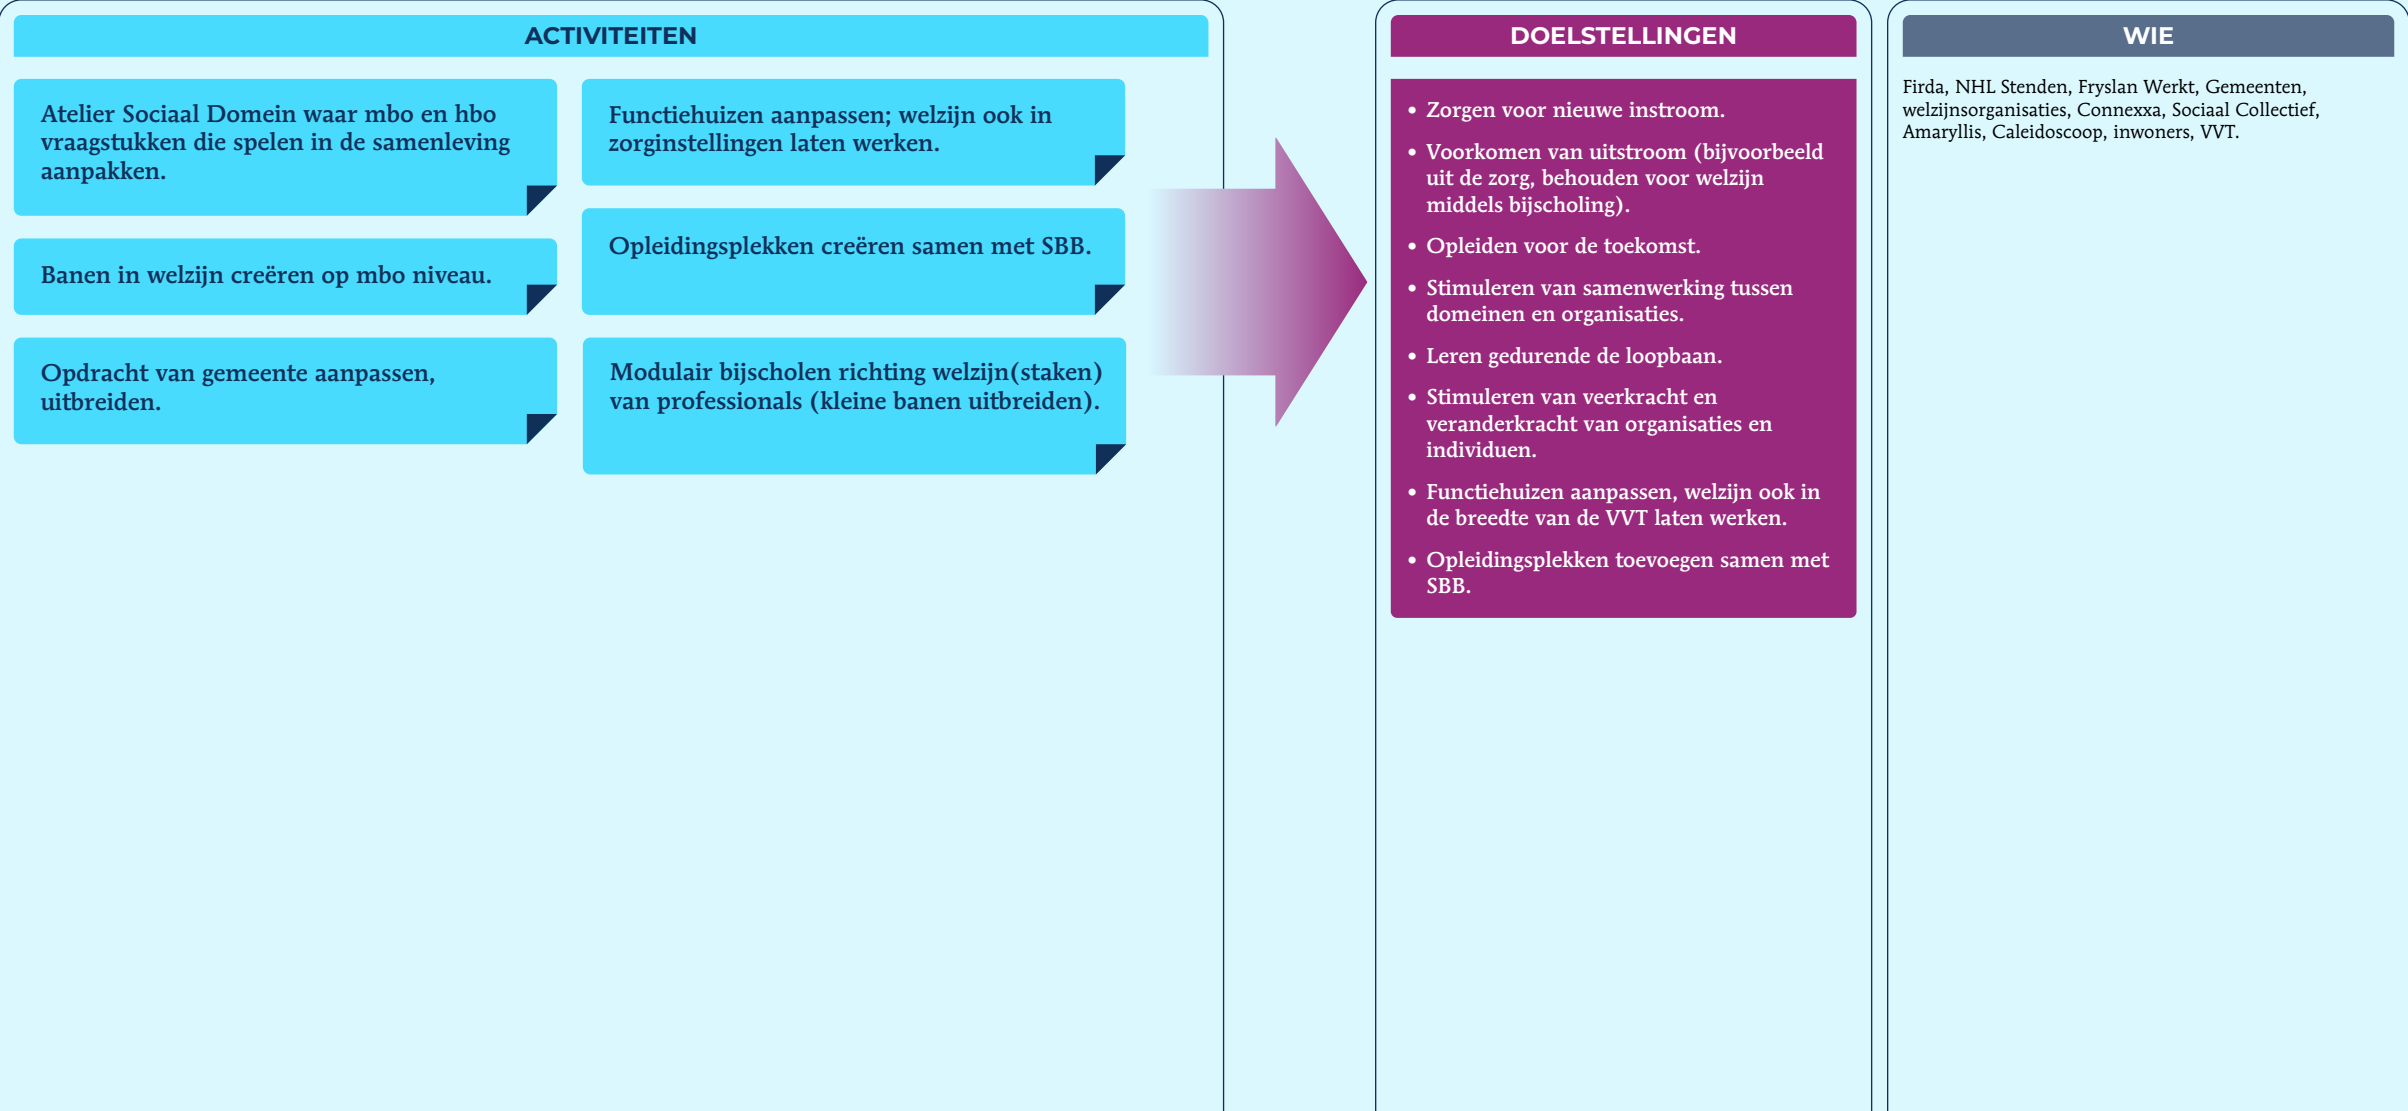 ACTIVITEITEN
Atelier Sociaal Domein waar mbo en hbo
vraagstukken die spelen in de samenleving
aanpakken.
Banen in welzijn creëren op mbo niveau.
Opdracht van gemeente aanpassen,
uitbreiden.
Functiehuizen aanpassen; welzijn ook in
zorginstellingen laten werken.
Opleidingsplekken creëren samen met SBB.
Modulair bijscholen richting welzijn(staken)
van professionals (kleine banen uitbreiden).
DOELSTELLINGEN
• Zorgen voor nieuwe instroom.
• Voorkomen van uitstroom (bijvoorbeeld
uit de zorg, behouden voor welzijn
middels bijscholing).
• Opleiden voor de toekomst.
• Stimuleren van samenwerking tussen
domeinen en organisaties.
• Leren gedurende de loopbaan.
• Stimuleren van veerkracht en
veranderkracht van organisaties en
individuen.
• Functiehuizen aanpassen, welzijn ook in
de breedte van de VVT laten werken.
• Opleidingsplekken toevoegen samen met
SBB.
WIE
Firda, NHL Stenden, Fryslan Werkt, Gemeenten,
welzijnsorganisaties, Connexxa, Sociaal Collectief,
Amaryllis, Caleidoscoop, inwoners, VVT.